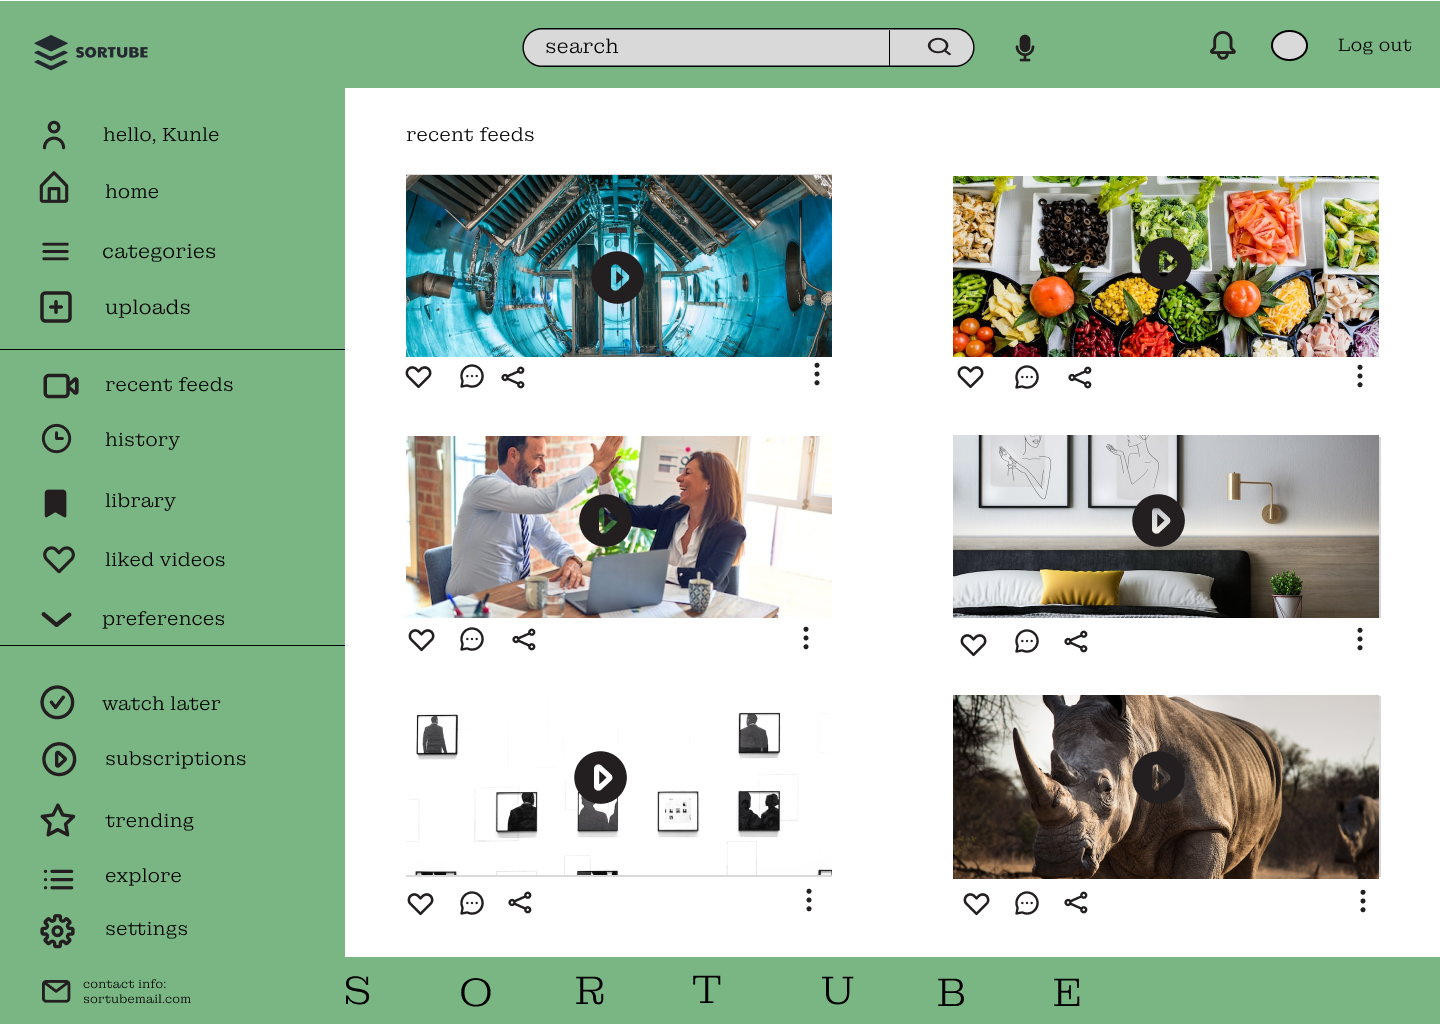 SORTUBE
search
Log out
hello, Kunle
home
categories
uploads
recent feeds
history
library
liked videos
preferences
watch later
subscriptions
trending
explore
settings
contact info:
sortubemail.com
recent feeds
S O R T U B E